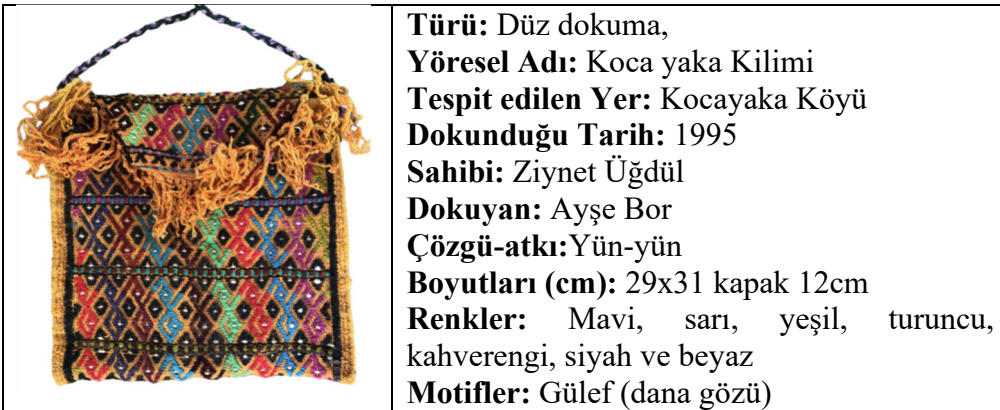 Türü: Düz dokuma,
Yöresel Adı: Koca yaka Kilimi
Tespit edilen Yer: Kocayaka Köyü
Dokunduğu Tarih: 1995
Sahibi: Ziynet Üğdül
Dokuyan: Ayşe Bor
Çözgü-atkı:Yün-yün
Boyutları (cm): 29x31 kapak 12cm
Renkler: Mavi, sarı, yeşil, turuncu,
kahverengi, siyah ve beyaz
Motifler: Gülef (dana gözü)